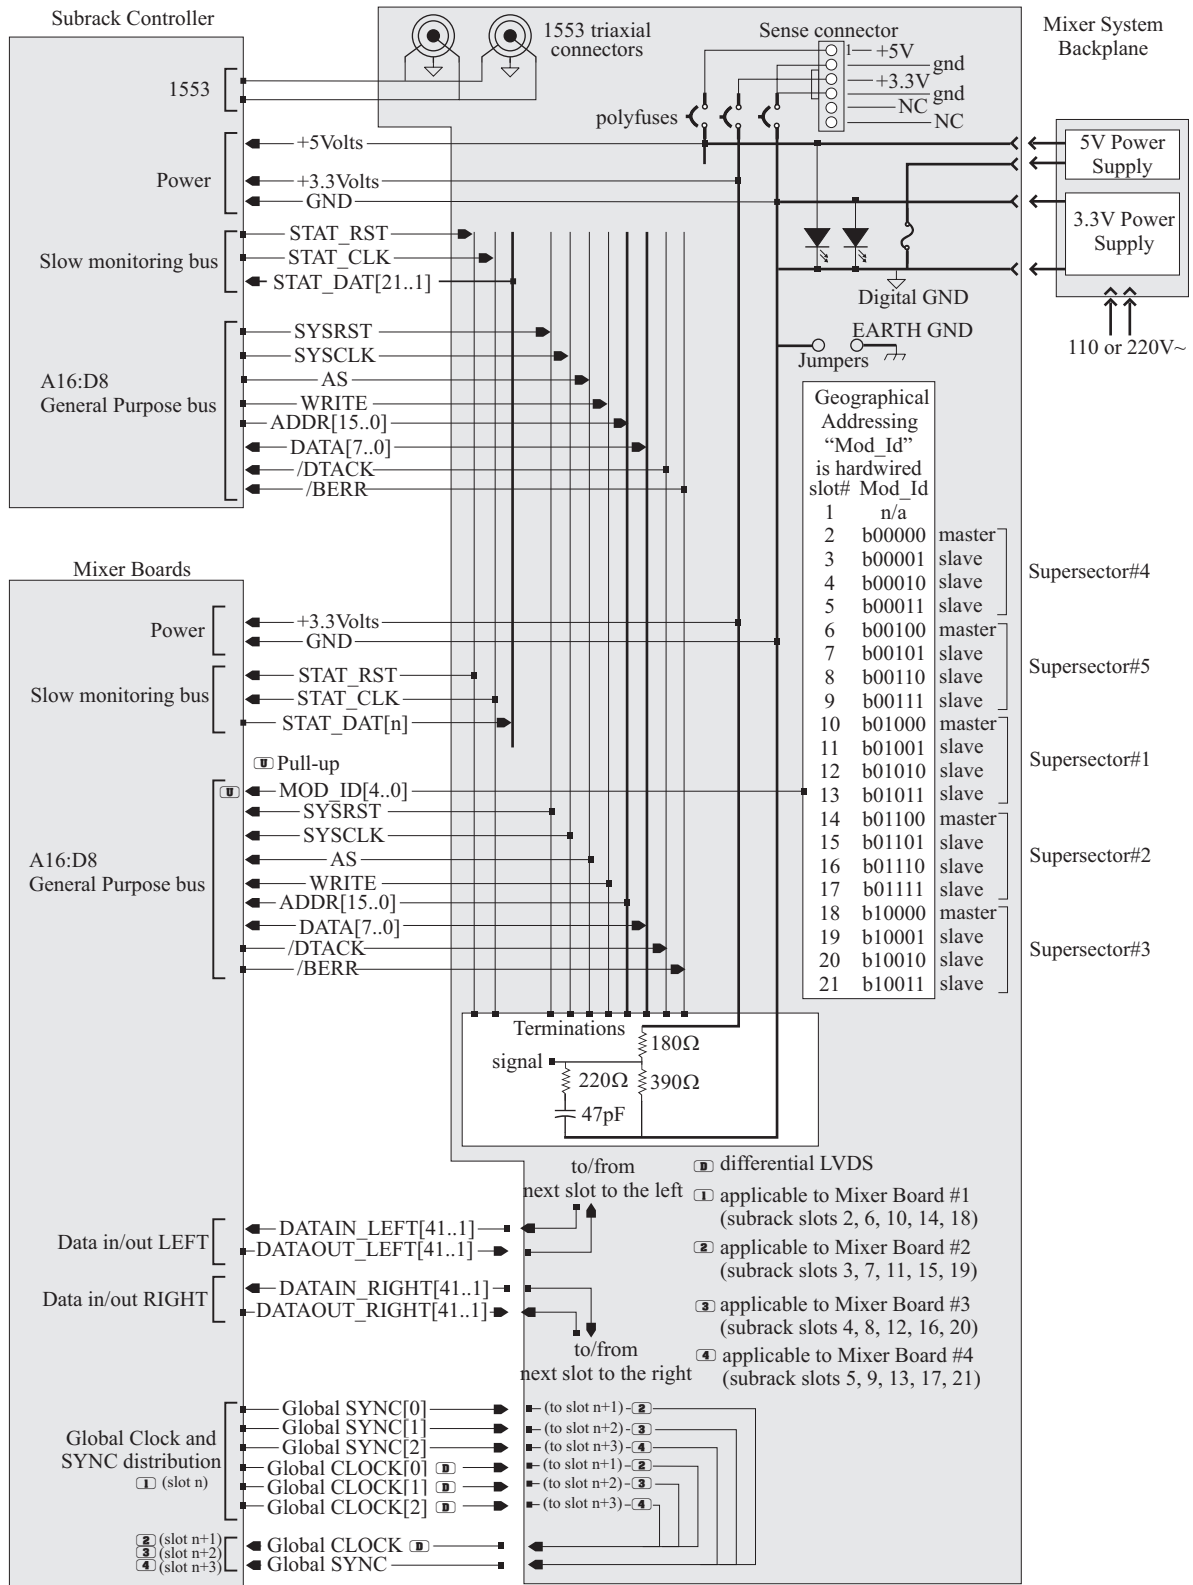 Subrack Controller
1553 triaxial
connectors
Sense connector
Mixer System
Backplane
1
+5V
gnd
+3.3V
gnd
NC
NC
polyfuses
1553
Power
+5Volts
+3.3Volts
GND
5V Power
Supply
3.3V Power
Supply
110 or 220V~
Slow monitoring bus
STAT_RST
STAT_CLK
STAT_DAT[21..1]
Digital GND
EARTH GND
Jumpers
A16:D8
General Purpose bus
SYSRST
SYSCLK
AS
WRITE
ADDR[15..0]
DATA[7..0]
/DTACK
/BERR
Geographical
Addressing
“Mod_Id”
is hardwired
slot# Mod_Id
1 n/a
2 b00000 master
3 b00001 slave
4 b00010 slave
5 b00011 slave
6 b00100 master
7 b00101 slave
8 b00110 slave
9 b00111 slave
10 b01000 master
11 b01001 slave
12 b01010 slave
13 b01011 slave
14 b01100 master
15 b01101 slave
16 b01110 slave
17 b01111 slave
18 b10000 master
19 b10001 slave
20 b10010 slave
21 b10011 slave
Supersector#4
Supersector#5
Supersector#1
Supersector#2
Supersector#3
Mixer Boards
Power
+3.3Volts
GND
Slow monitoring bus
STAT_RST
STAT_CLK
STAT_DAT[n]
U Pull-up
U
MOD_ID[4..0]
A16:D8
General Purpose bus
SYSRST
SYSCLK
AS
WRITE
ADDR[15..0]
DATA[7..0]
/DTACK
/BERR
Terminations
signal
180Ω
220Ω
390Ω
47pF
to/from
next slot to the left
D differential LVDS
1 applicable to Mixer Board #1
(subrack slots 2, 6, 10, 14, 18)
2 applicable to Mixer Board #2
(subrack slots 3, 7, 11, 15, 19)
3 applicable to Mixer Board #3
(subrack slots 4, 8, 12, 16, 20)
4 applicable to Mixer Board #4
(subrack slots 5, 9, 13, 17, 21)
Data in/out LEFT
DATAIN_LEFT[41..1]
DATAOUT_LEFT[41..1]
Data in/out RIGHT
DATAIN_RIGHT[41..1]
DATAOUT_RIGHT[41..1]
to/from
next slot to the right
Global Clock and
SYNC distribution
1 (slot n)
Global SYNC[0]
Global SYNC[1]
Global SYNC[2]
Global CLOCK[0] D
Global CLOCK[1] D
Global CLOCK[2] D
(to slot n+1) 2
(to slot n+2) 3
(to slot n+3) 4
(to slot n+1) 2
(to slot n+2) 3
(to slot n+3) 4
2 (slot n+1)
3 (slot n+2)
4 (slot n+3)
Global CLOCK D
Global SYNC